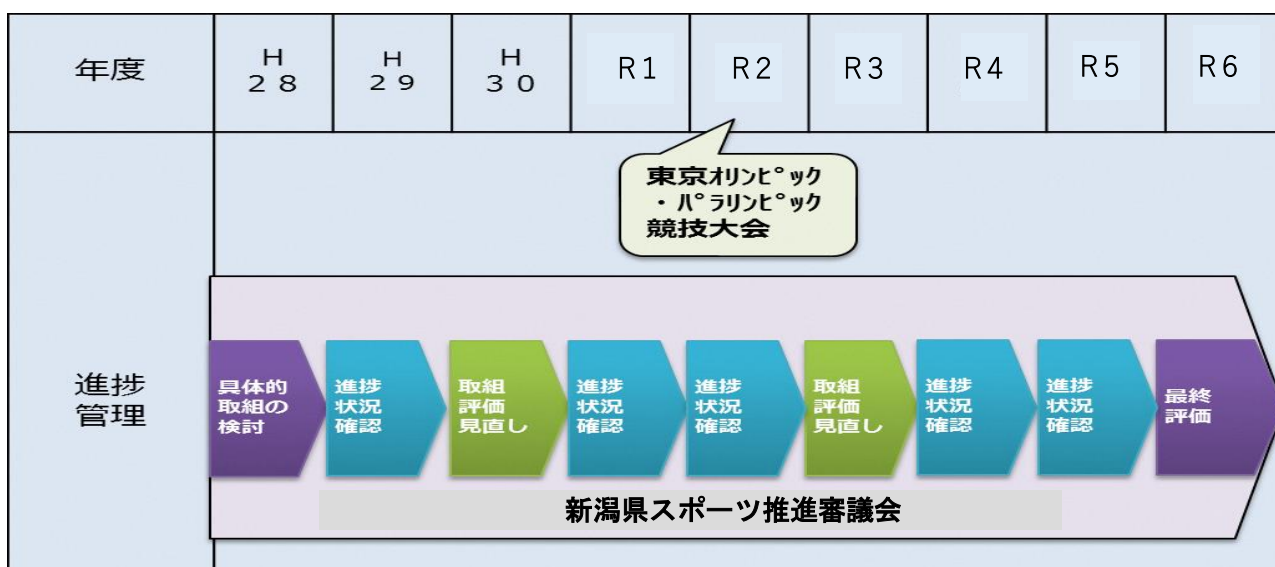 年度
H
２８
H
２９
H
３０
R１
R２
R３
R４
R５
R６
東京ｵﾘﾝﾋﾟｯｸ
・ﾊﾟﾗﾘﾝﾋﾟｯｸ
競技大会
進捗
管理
具体的
取組の
検討
進捗
状況
確認
取組
評価
見直し
進捗
状況
確認
進捗
状況
確認
取組
評価
見直し
進捗
状況
確認
進捗
状況
確認
最終
評価
新潟県スポーツ推進審議会